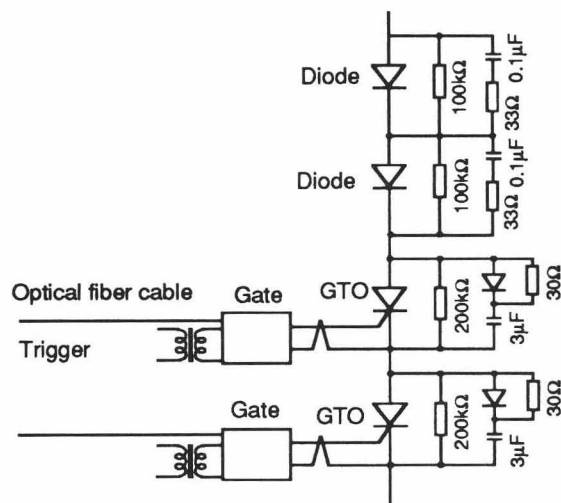 Diode
100kΩ
0.1μF
33Ω
Diode
100kΩ
0.1μF
33Ω
Optical fiber cable
Gate
GTO
Trigger
200kΩ
3μF
30Ω
Gate
GTO
200kΩ
3μF
30Ω